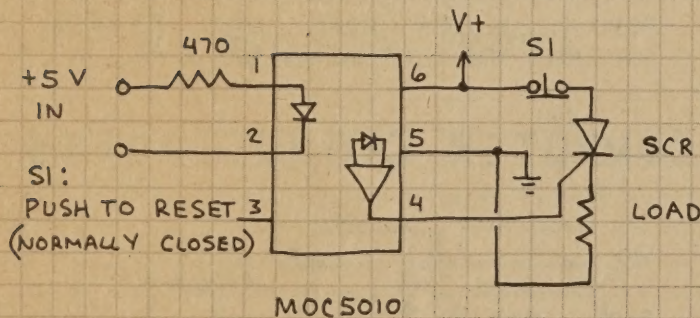 470
V+
S1
+5 V
IN
1
6
2
5
SCR
S1:
PUSH TO RESET
3
4
LOAD
(NORMALLY CLOSED)
MOC5010